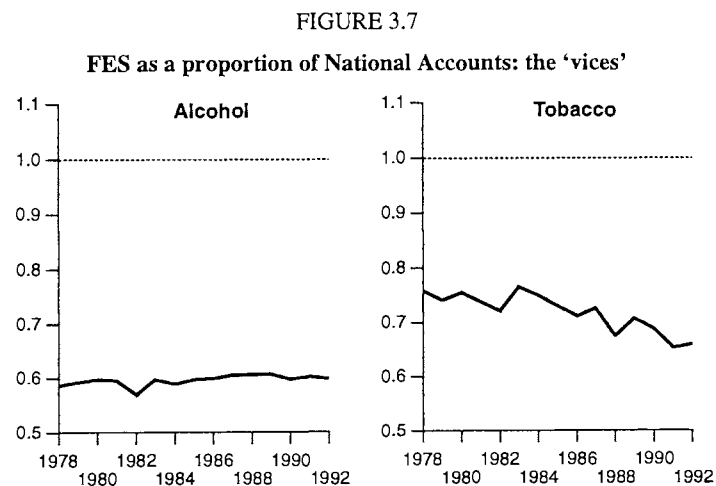 FIGURE 3.7
FES as a proportion of National Accounts: the ‘vices’
Alcohol
1.1
1.0
0.9
0.8
0.7
0.6
0.5
1978 1982 1986 1990
1980 1984 1988 1992
Tobacco
1.1
1.0
0.9
0.8
0.7
0.6
0.5
1978 1982 1986 1990
1980 1984 1988 1992